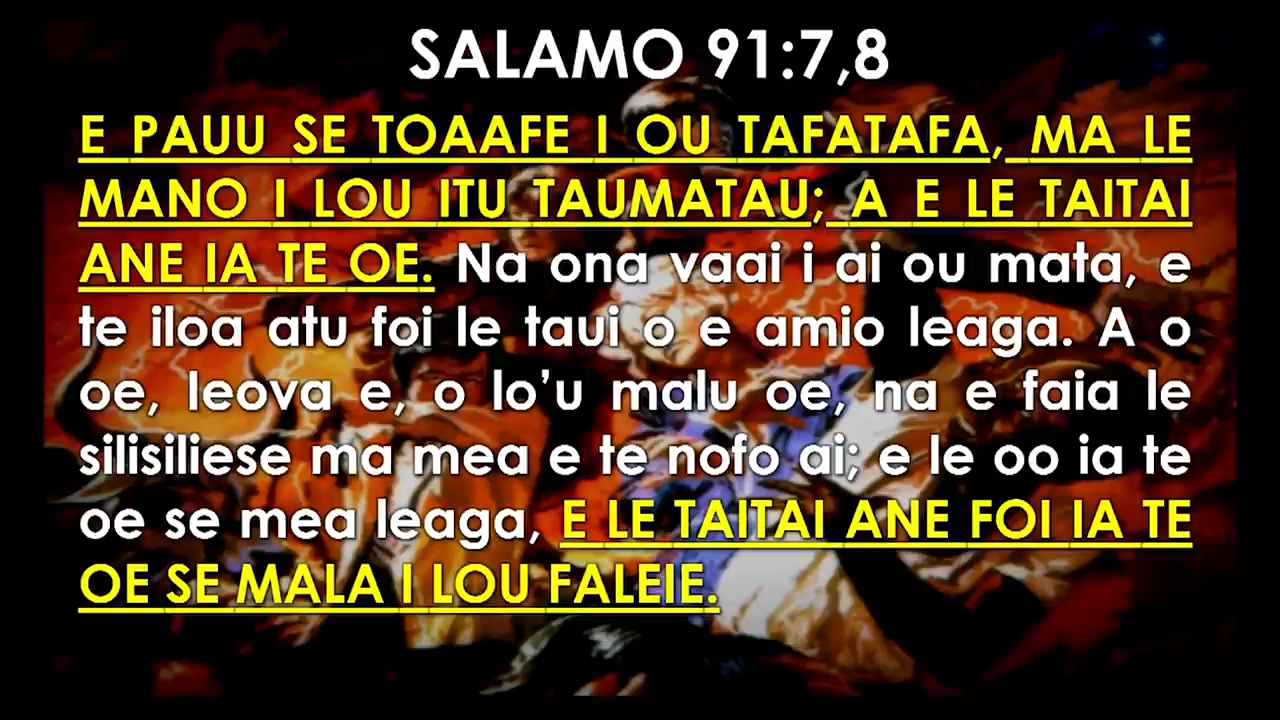 SALAMO 91:7,8
E PAUU SE TOAAFE I OU TAFATAFA, MA LE
MANO I LOU ITU TAUMATAU; A E LE TAITAI
ANE IA TE OE. Na ona vaai i ai ou mata, e
te iloa atu foi le taui o e amio leaga. A o
oe, Ieova e, o lo’u malu oe, na e faia le
silisiliese ma mea e te nofo ai; e le oo ia te
oe se mea leaga, E LE TAITAI ANE FOI IA TE
OE SE MALA I LOU FALEIE.